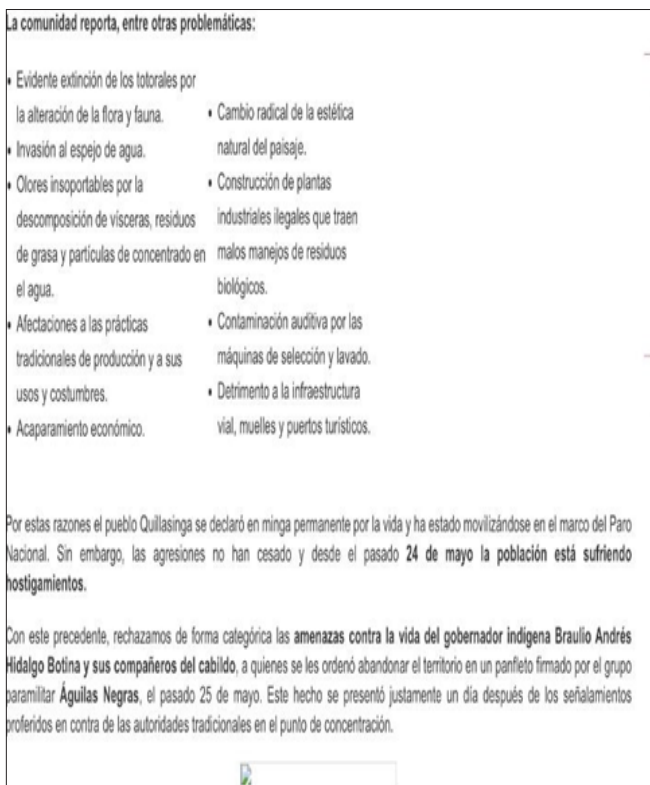 La comunidad reporta, entre otras problemáticas:
• Evidente extinción de los totorales por
la alteración de la flora y fauna.
• Invasión al espejo de agua.
• Olores insoportables por la
descomposición de vísceras, residuos
de grasa y partículas de concentrado en
el agua.
• Afectaciones a las prácticas
tradicionales de producción y a sus
usos y costumbres.
• Acaparamiento económico.
• Cambio radical de la estética
natural del paisaje.
• Construcción de plantas
industriales ilegales que traen
malos manejos de residuos
biológicos.
• Contaminación auditiva por las
máquinas de selección y lavado.
• Detrimento a la infraestructura
vial, muelles y puertos turísticos.
Por estas razones el pueblo Quillasinga se declaró en minga permanente por la vida y ha estado movilizándose en el marco del Paro
Nacional. Sin embargo, las agresiones no han cesado y desde el pasado 24 de mayo la población está sufriendo
hostigamientos.
Con este precedente, rechazamos de forma categórica las amenazas contra la vida del gobernador indígena Braulio Andrés
Hidalgo Botina y sus compañeros del cabildo, a quienes se les ordenó abandonar el territorio en un panfleto firmado por el grupo
paramilitar Águilas Negras, el pasado 25 de mayo. Este hecho se presentó justamente un día después de los señalamientos
proferidos en contra de las autoridades tradicionales en el punto de concentración.